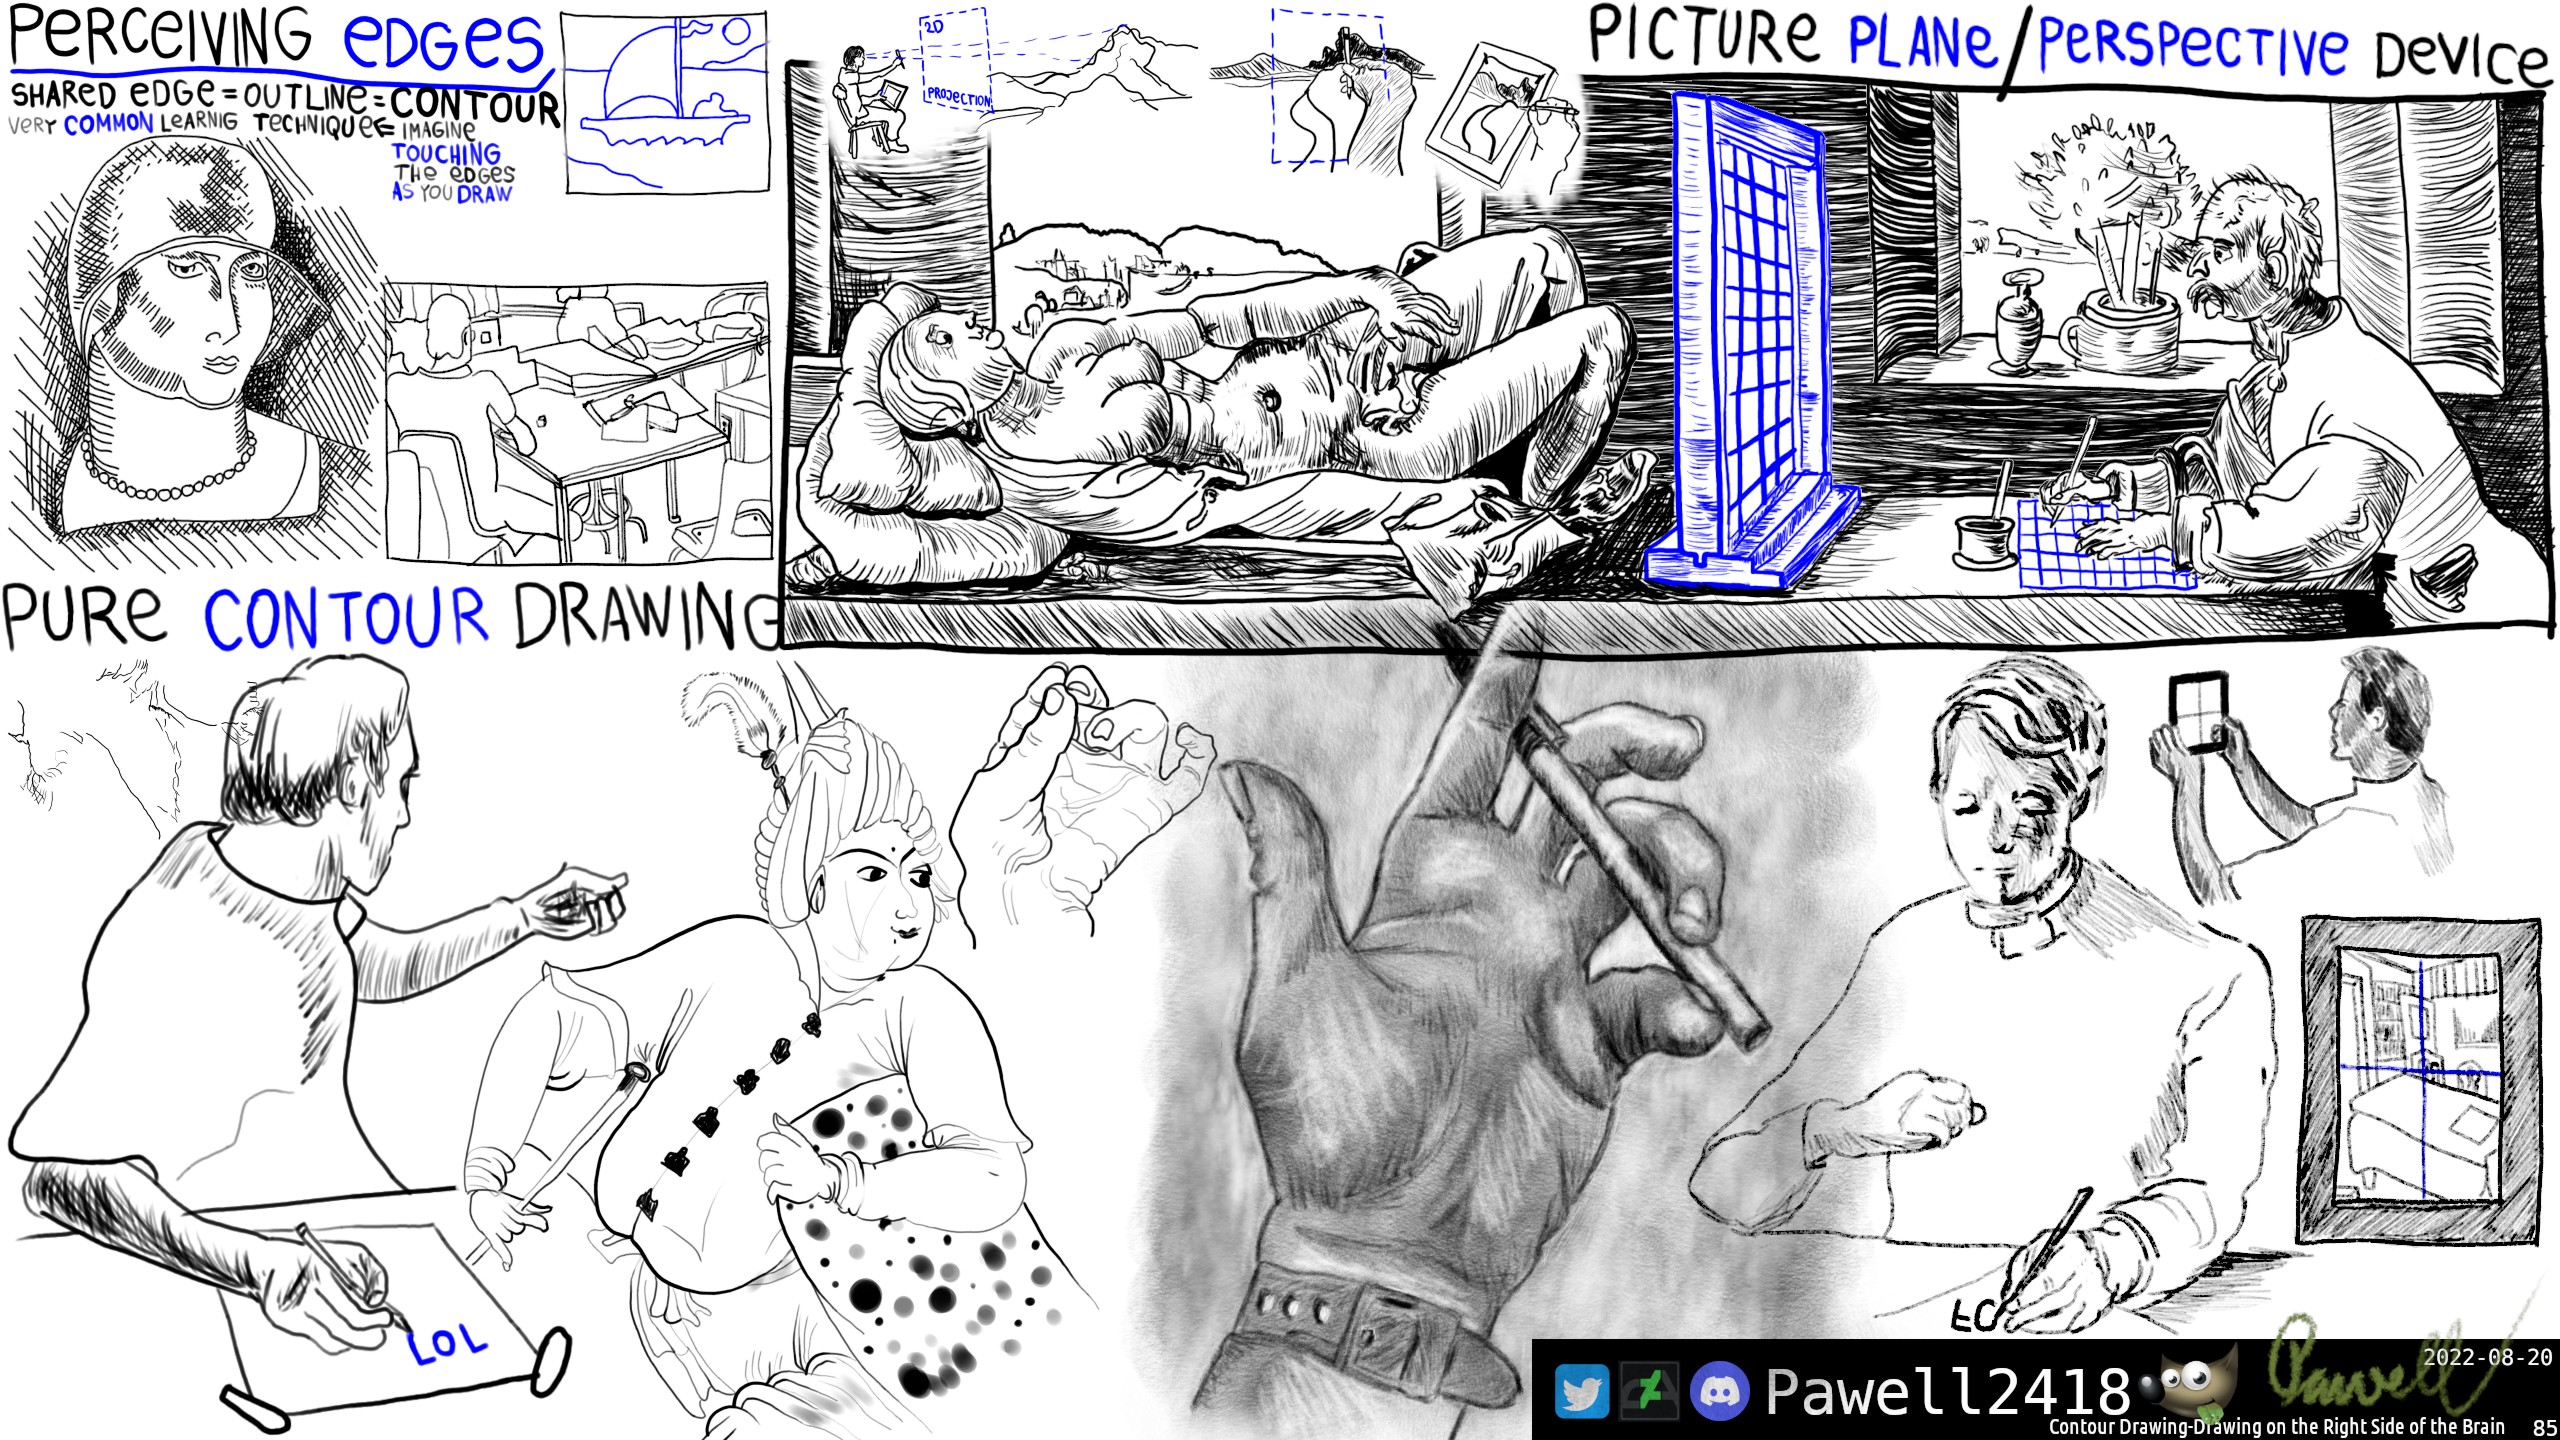 PERCEIVING EDGES
SHARED EDGE=OUTLINE=CONTOUR
VERY COMMON LEARNIG TECHNIQUE← IMAGINE
TOUCHING
THE EDGES
AS YOU DRAW
2D
PROJECTION
PICTURE PLANE/PERSPECTIVE DEVICE
PURE CONTOUR DRAWING
LOL
Pawell2418
Pawell
2022-08-20
Contour Drawing-Drawing on the Right Side of the Brain 85